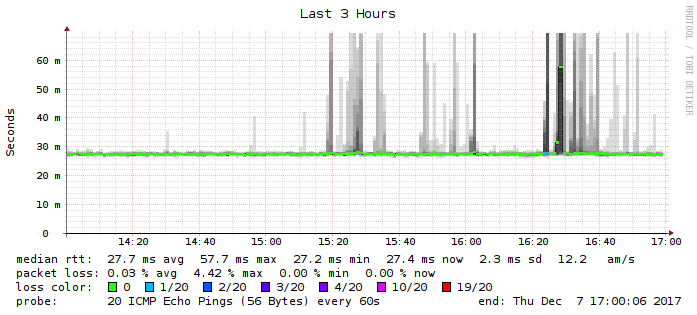 Last 3 Hours
RRDTOOL / TOBI OETIKER
Seconds
60 m
50 m
40 m
30 m
20 m
10 m
0
14:20 14:40 15:00 15:20 15:40 16:00 16:20 16:40 17:00
median rtt: 27.7 ms avg 57.7 ms max 27.2 ms min 27.4 ms now 2.3 ms sd 12.2 am/s
packet loss: 0.03 % avg 4.42 % max 0.00 % min 0.00 % now
loss color: 0 1/20 2/20 3/20 4/20 10/20 19/20
probe: 20 ICMP Echo Pings (56 Bytes) every 60s end: Thu Dec 7 17:00:06 2017